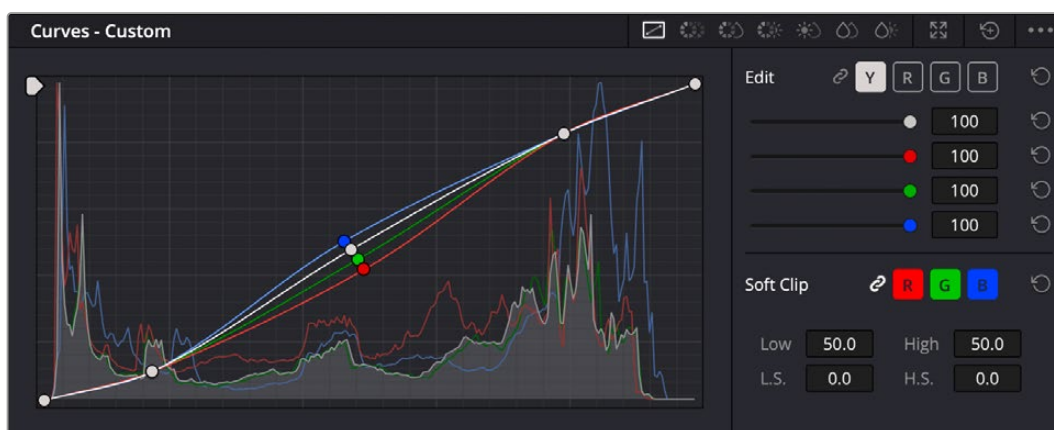 Curves - Custom
Edit Y R G B
100
100
100
100
Soft Clip R G B
Low 50.0 High 50.0
L.S. 0.0 H.S. 0.0